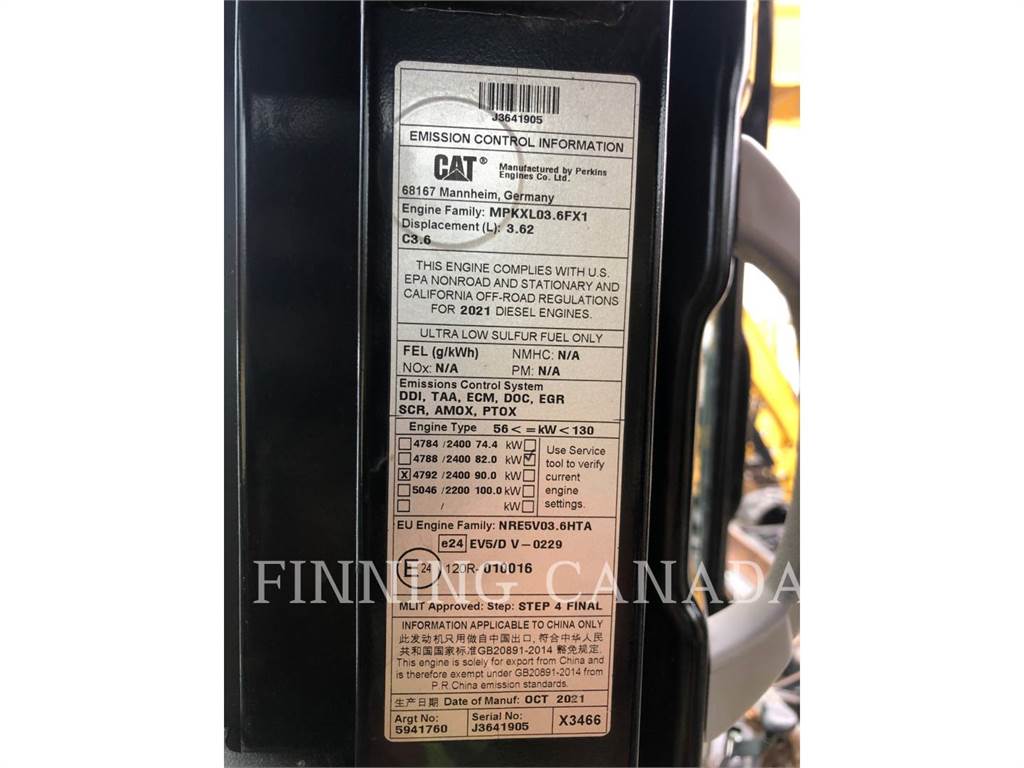 J3641905
EMISSION CONTROL INFORMATION
CAT® Manufactured by Perkins
Engines Co. Ltd.
68167 Mannheim, Germany
Engine Family: MPKXL03.6FX1
Displacement (L): 3.62
C3.6
THIS ENGINE COMPLIES WITH U.S.
EPA NONROAD AND STATIONARY AND
CALIFORNIA OFF-ROAD REGULATIONS
FOR 2021 DIESEL ENGINES.
ULTRA LOW SULFUR FUEL ONLY
FEL (g/kWh) NMHC: N/A
NOx: N/A PM: N/A
Emissions Control System
DDI, TAA, ECM, DOC, EGR
SCR, AMOX, PTOX
Engine Type 56 < = kW < 130
4784 / 2400 74.4 kW
4788 / 2400 82.0 kW
X 4792 / 2400 90.0 kW
5046 / 2200 100.0 kW
/ kW
Use Service
tool to verify
current
engine
settings.
EU Engine Family: NRE5V03.6HTA
e24 EV5/D V-0229
E 24 120R- 010016
FINNING CANADA
MLIT Approved: Step: STEP 4 FINAL
INFORMATION APPLICABLE TO CHINA ONLY
此发动机只用做自中国出口, 符合中华人民
共和国国家标准GB20891-2014 豁免规定.
This engine is solely for export from China and
is therefore exempt under GB20891-2014 from
P.R.China emission standards.
生产日期 Date of Manuf: OCT 2021
Argt No: Serial No: X3466
5941760 J3641905